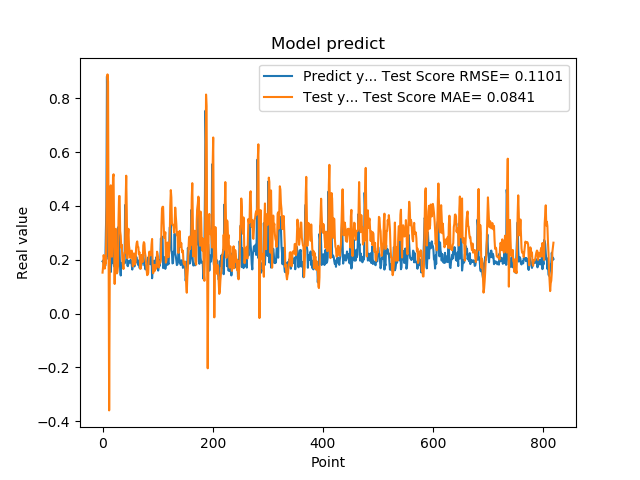 Model predict
Predict y... Test Score RMSE= 0.1101
Test y... Test Score MAE= 0.0841
Real value
0.8
0.6
0.4
0.2
0.0
−0.2
−0.4
0 200 400 600 800
Point